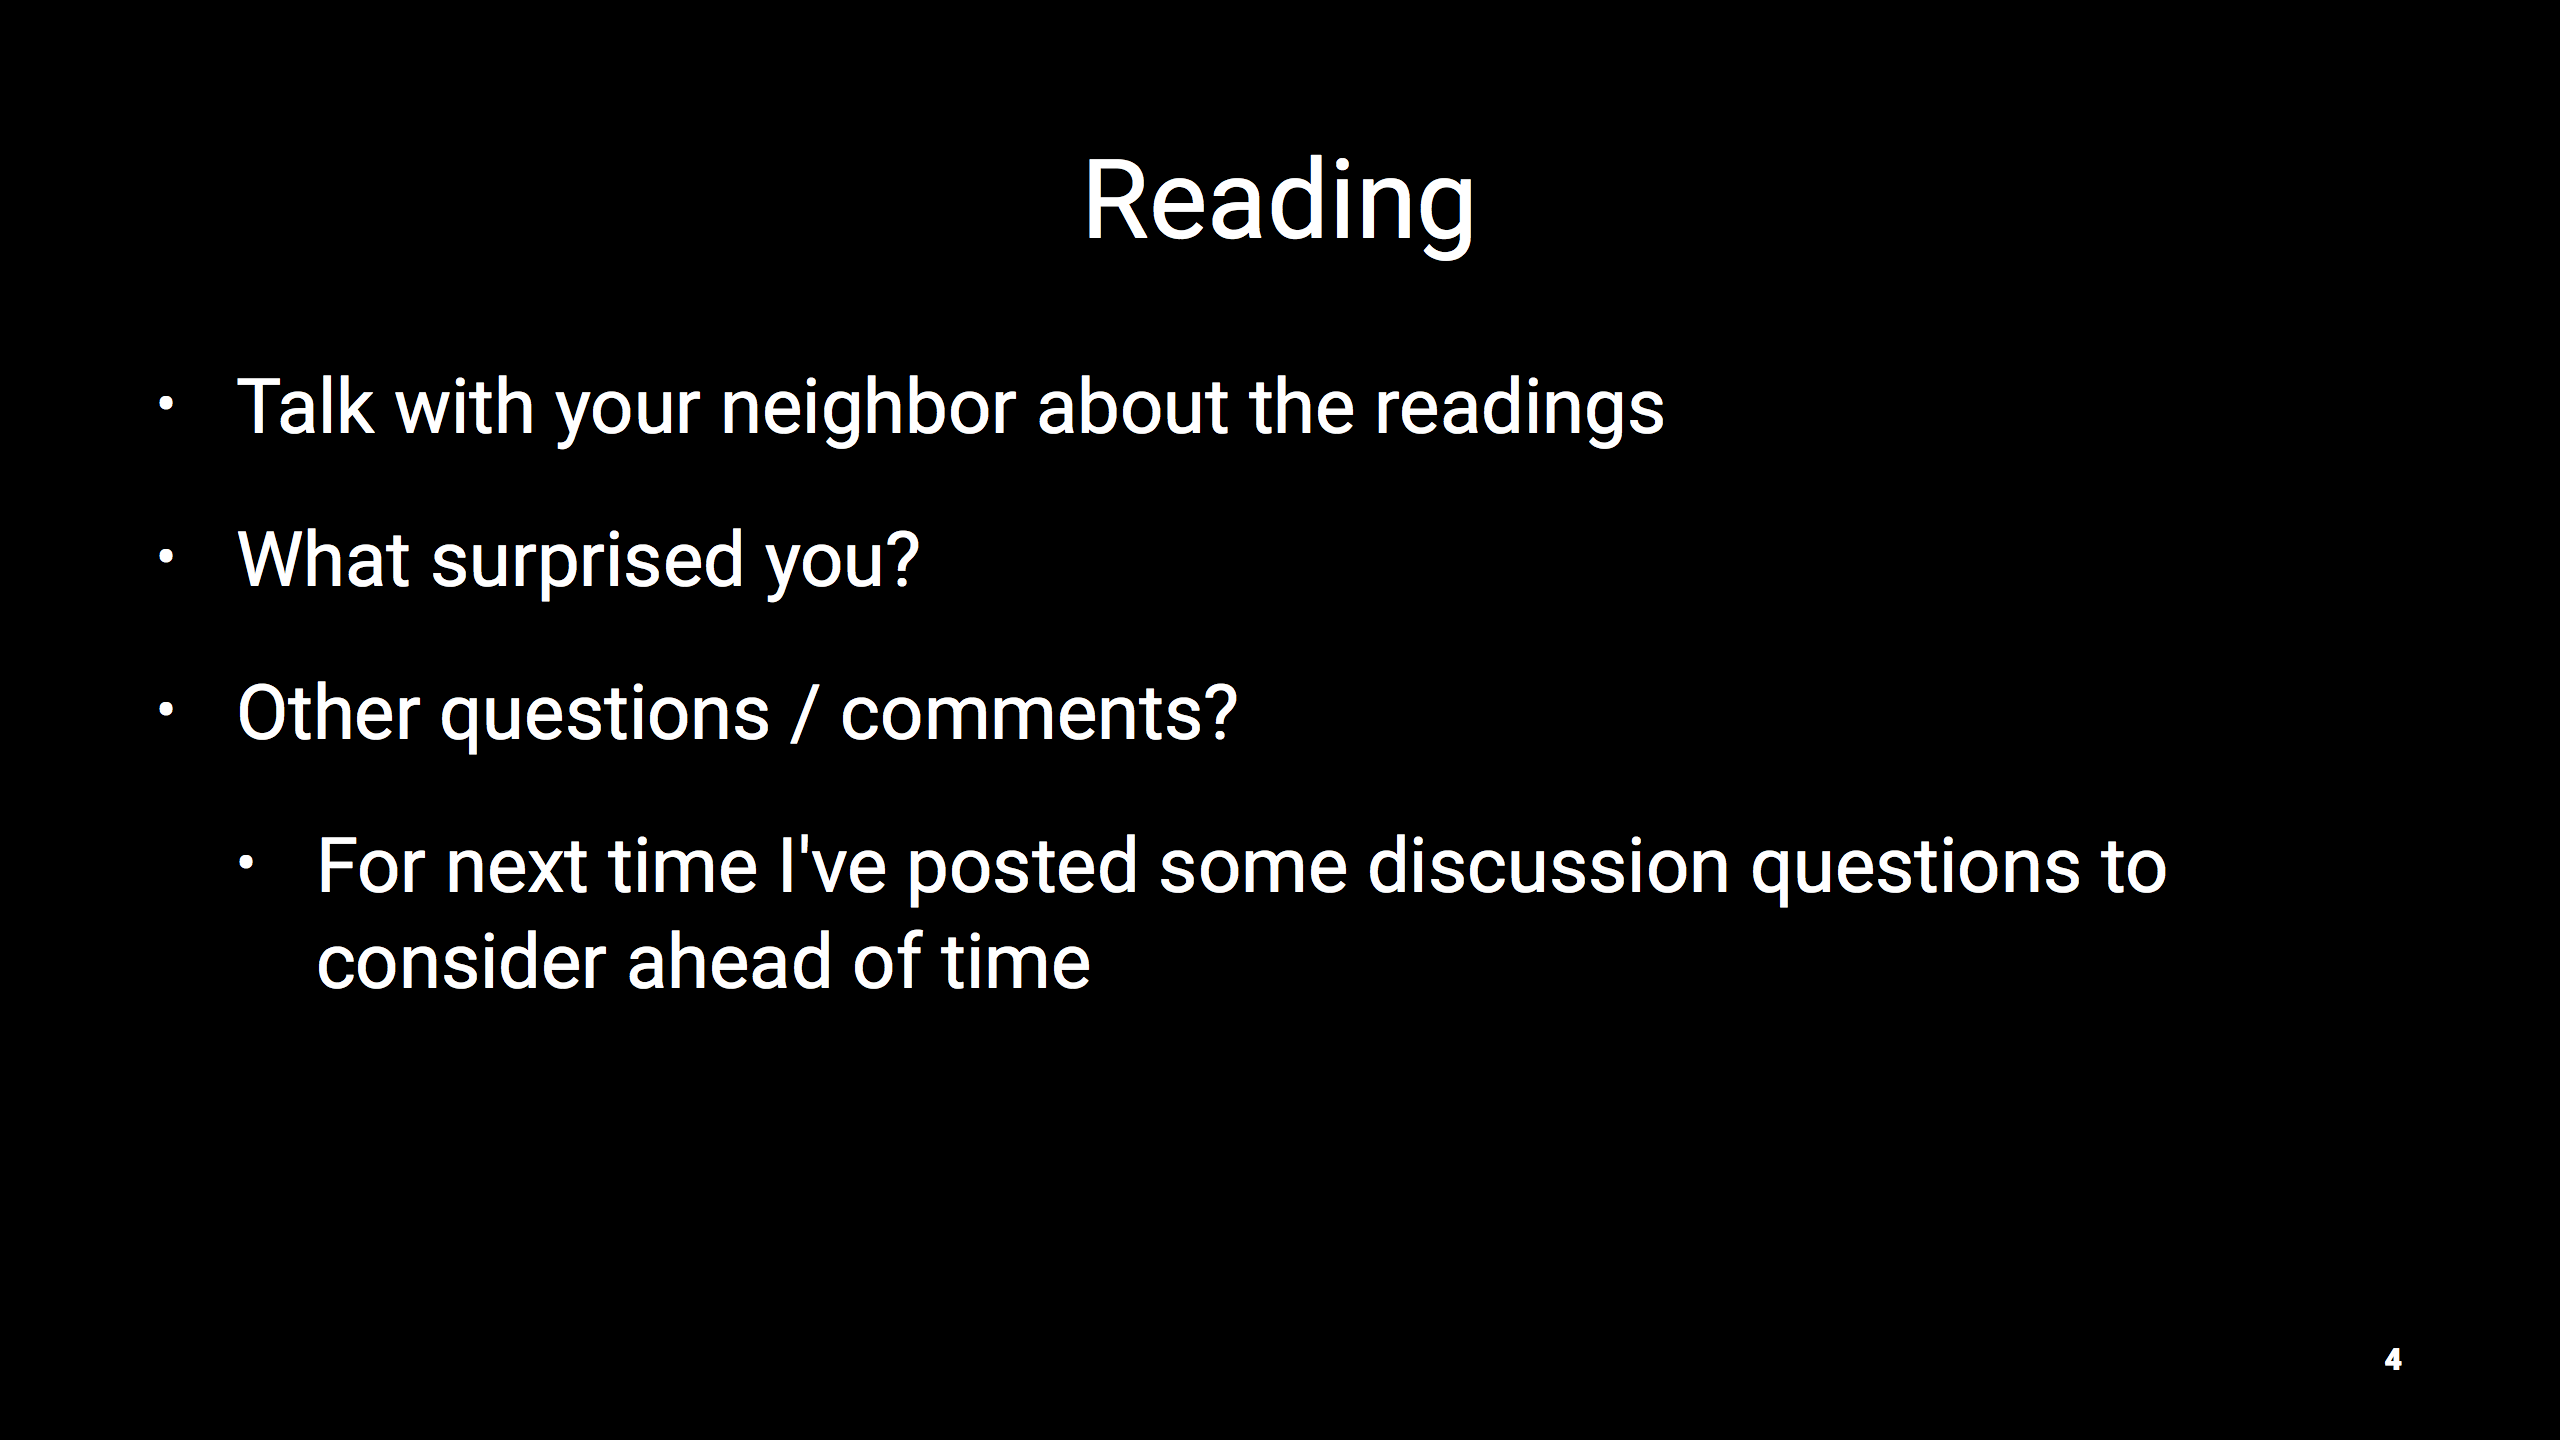 Reading
• Talk with your neighbor about the readings
• What surprised you?
• Other questions / comments?
• For next time I've posted some discussion questions to
consider ahead of time
4